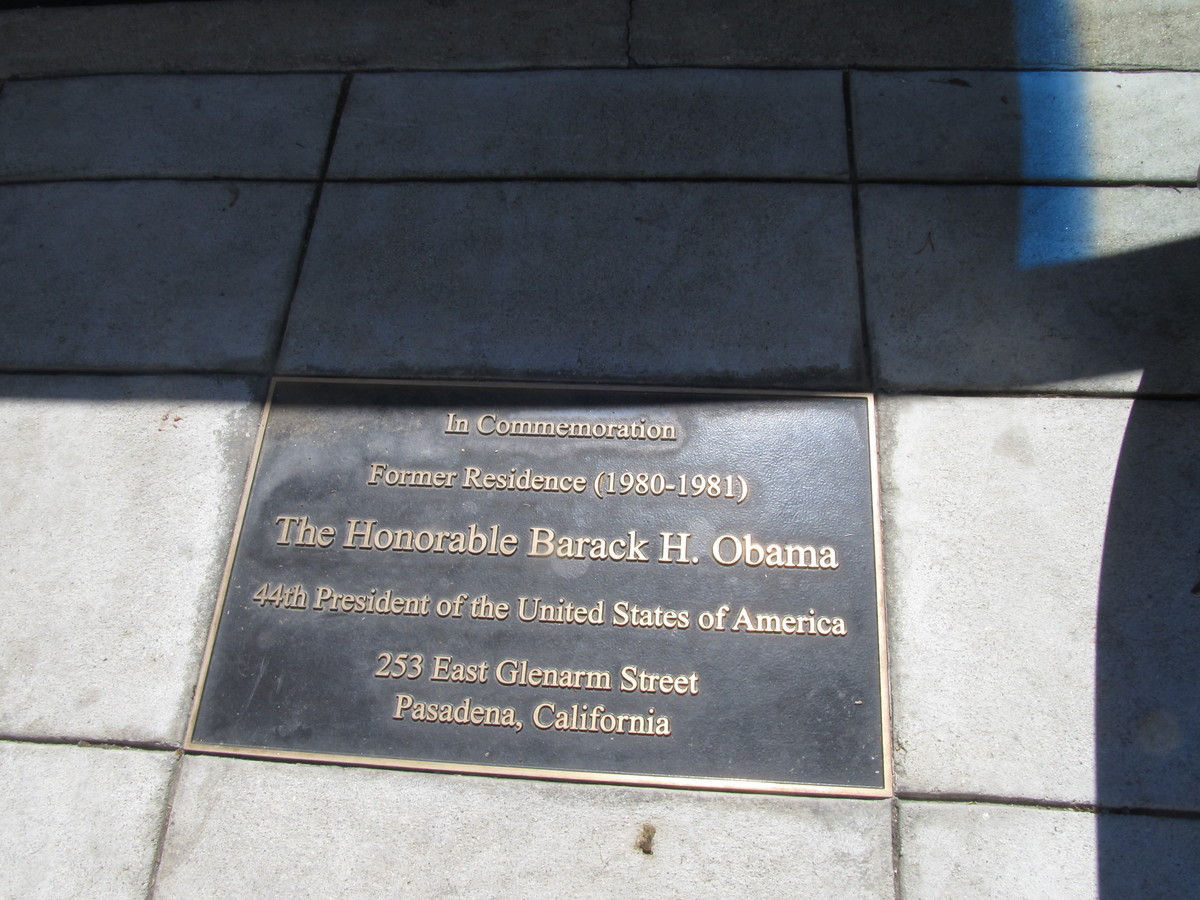 In Commemoration
Former Residence (1980-1981)
The Honorable Barack H. Obama
44th President of the United States of America
253 East Glenarm Street
Pasadena, California